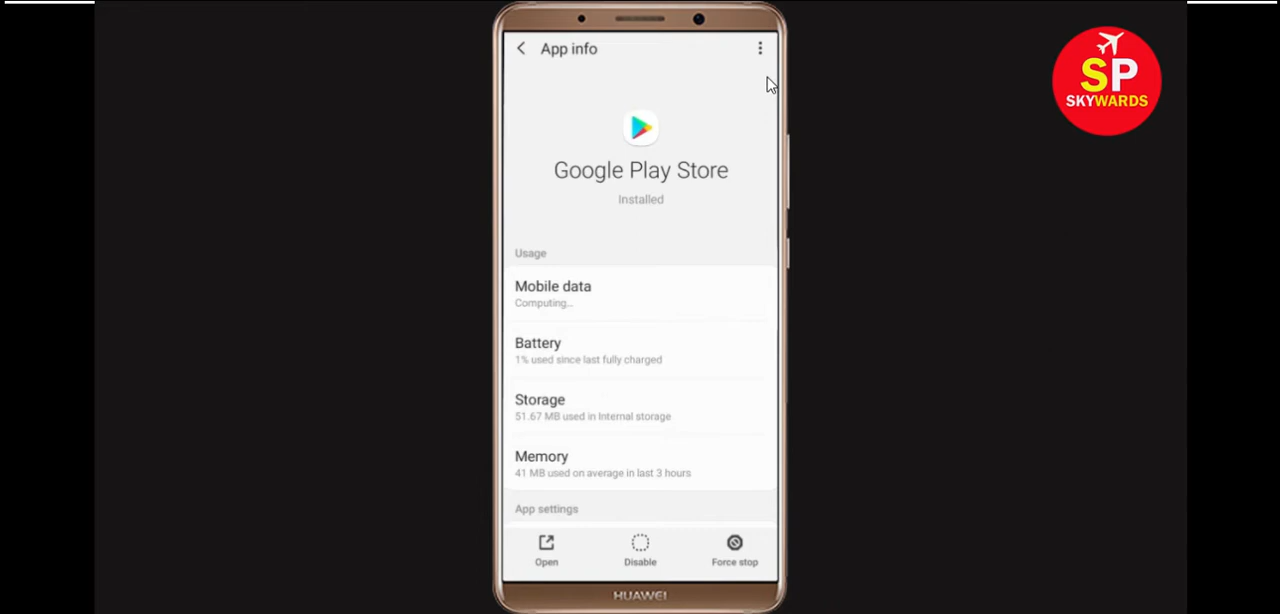 App info
SP
SKYWARDS
Google Play Store
Installed
Usage
Mobile data
Computing...
Battery
1% used since last fully charged
Storage
51.67 MB used in Internal storage
Memory
41 MB used on average in last 3 hours
App settings
Open
Disable
Force stop
HUAWEI